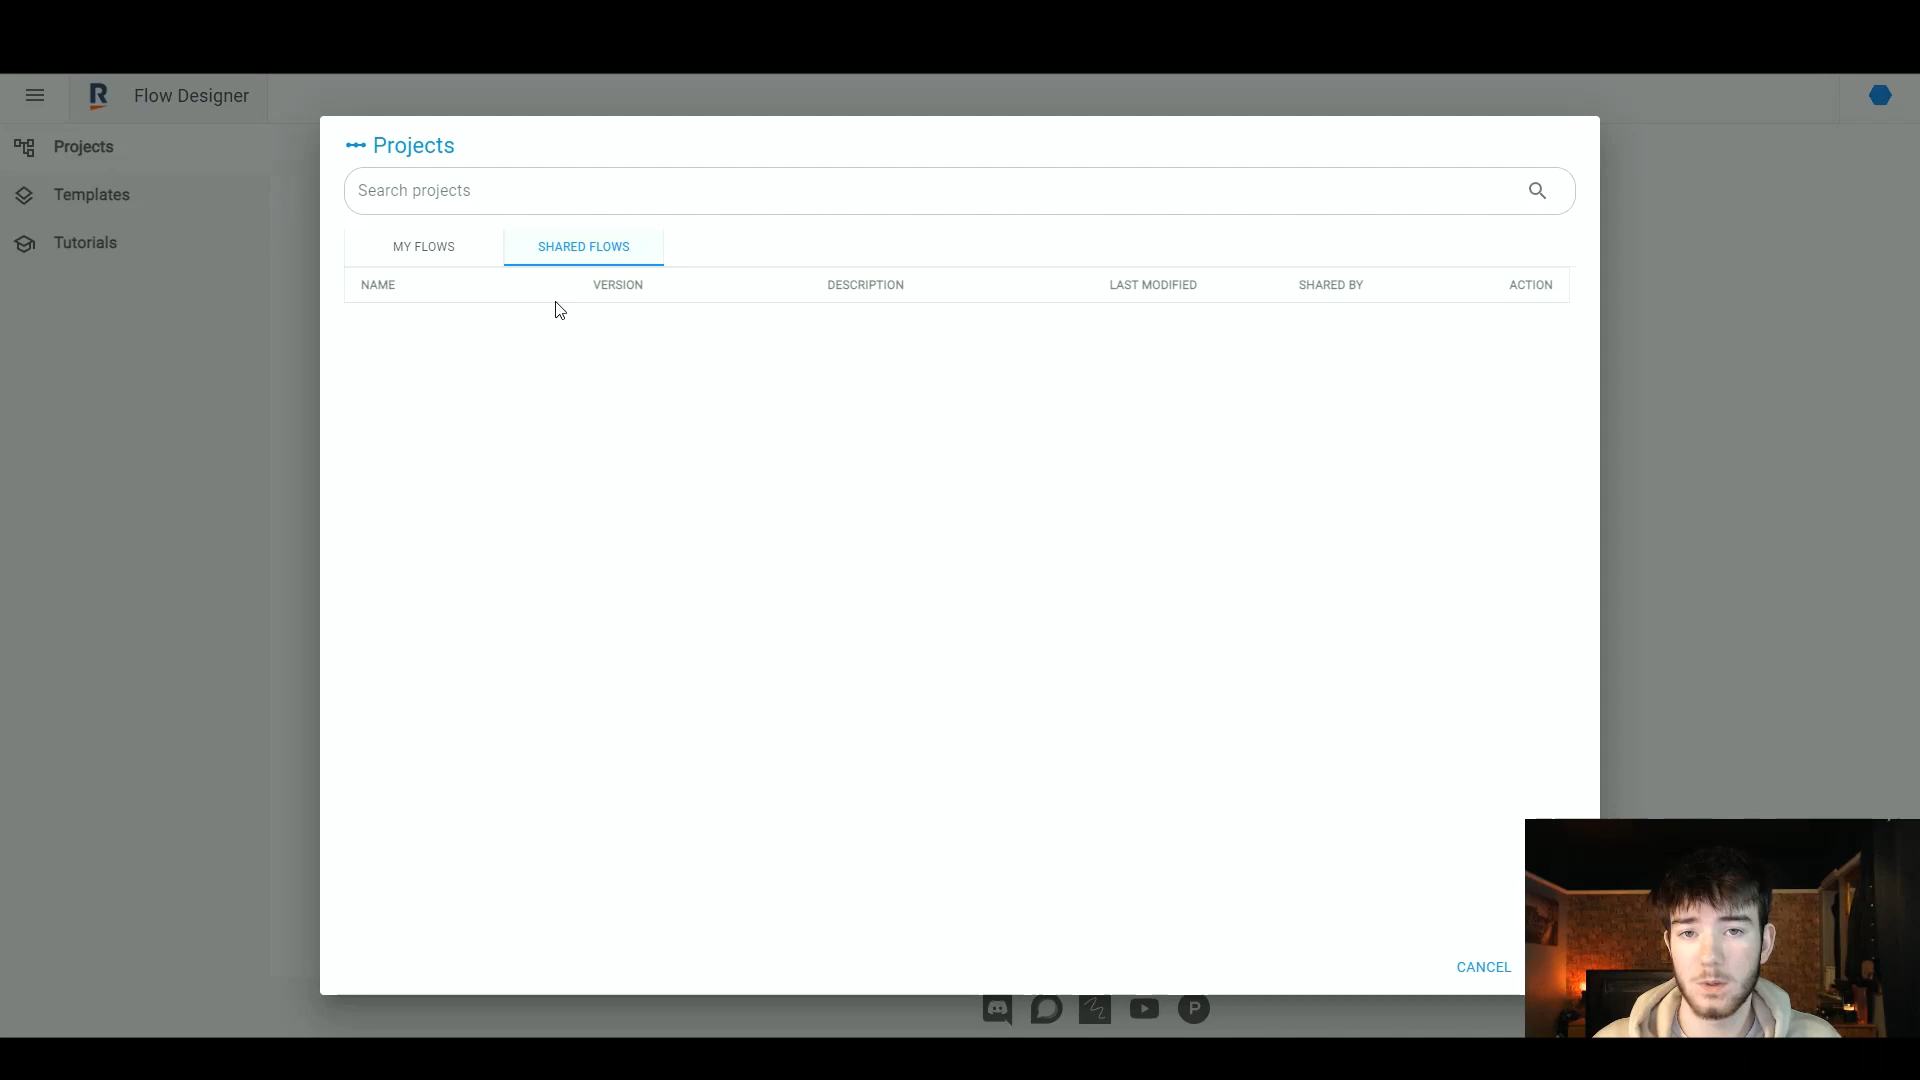 Flow Designer
Projects
Templates
Tutorials
Projects
Search projects
MY FLOWS SHARED FLOWS
NAME VERSION DESCRIPTION LAST MODIFIED SHARED BY ACTION
CANCEL